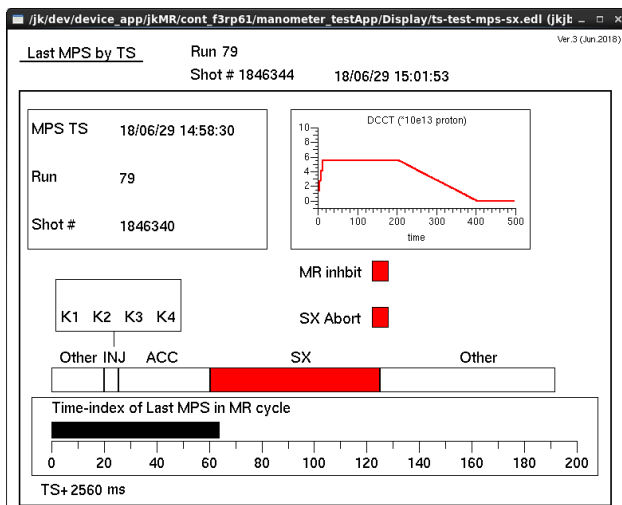 /jk/dev/device_app/jkMR/cont_f3rp61/manometer_testApp/Display/ts-test-mps-sx.edl (jkjb
Ver.3 (Jun.2018)
Last MPS by TS
Run 79
Shot # 1846344
18/06/29 15:01:53
MPS TS
18/06/29 14:58:30
Run
79
Shot #
1846340
DCCT (*10e13 proton)
10
8
6
4
2
0
0 100 200 300 400 500
time
MR inhbit
SX Abort
K1 K2 K3 K4
Other INJ ACC SX Other
Time-index of Last MPS in MR cycle
0 20 40 60 80 100 120 140 160 180 200
TS+2560 ms